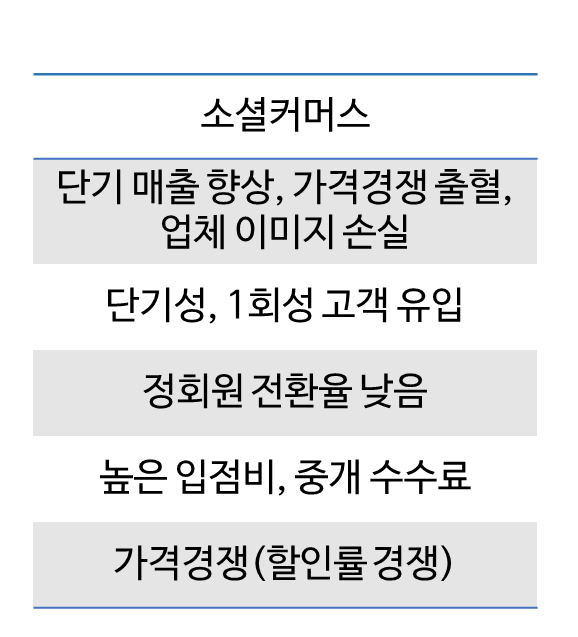 소셜커머스
단기 매출 향상, 가격경쟁 출혈,
업체 이미지 손실
단기성, 1회성 고객 유입
정회원 전환율 낮음
높은 입점비, 중개 수수료
가격경쟁(할인률 경쟁)